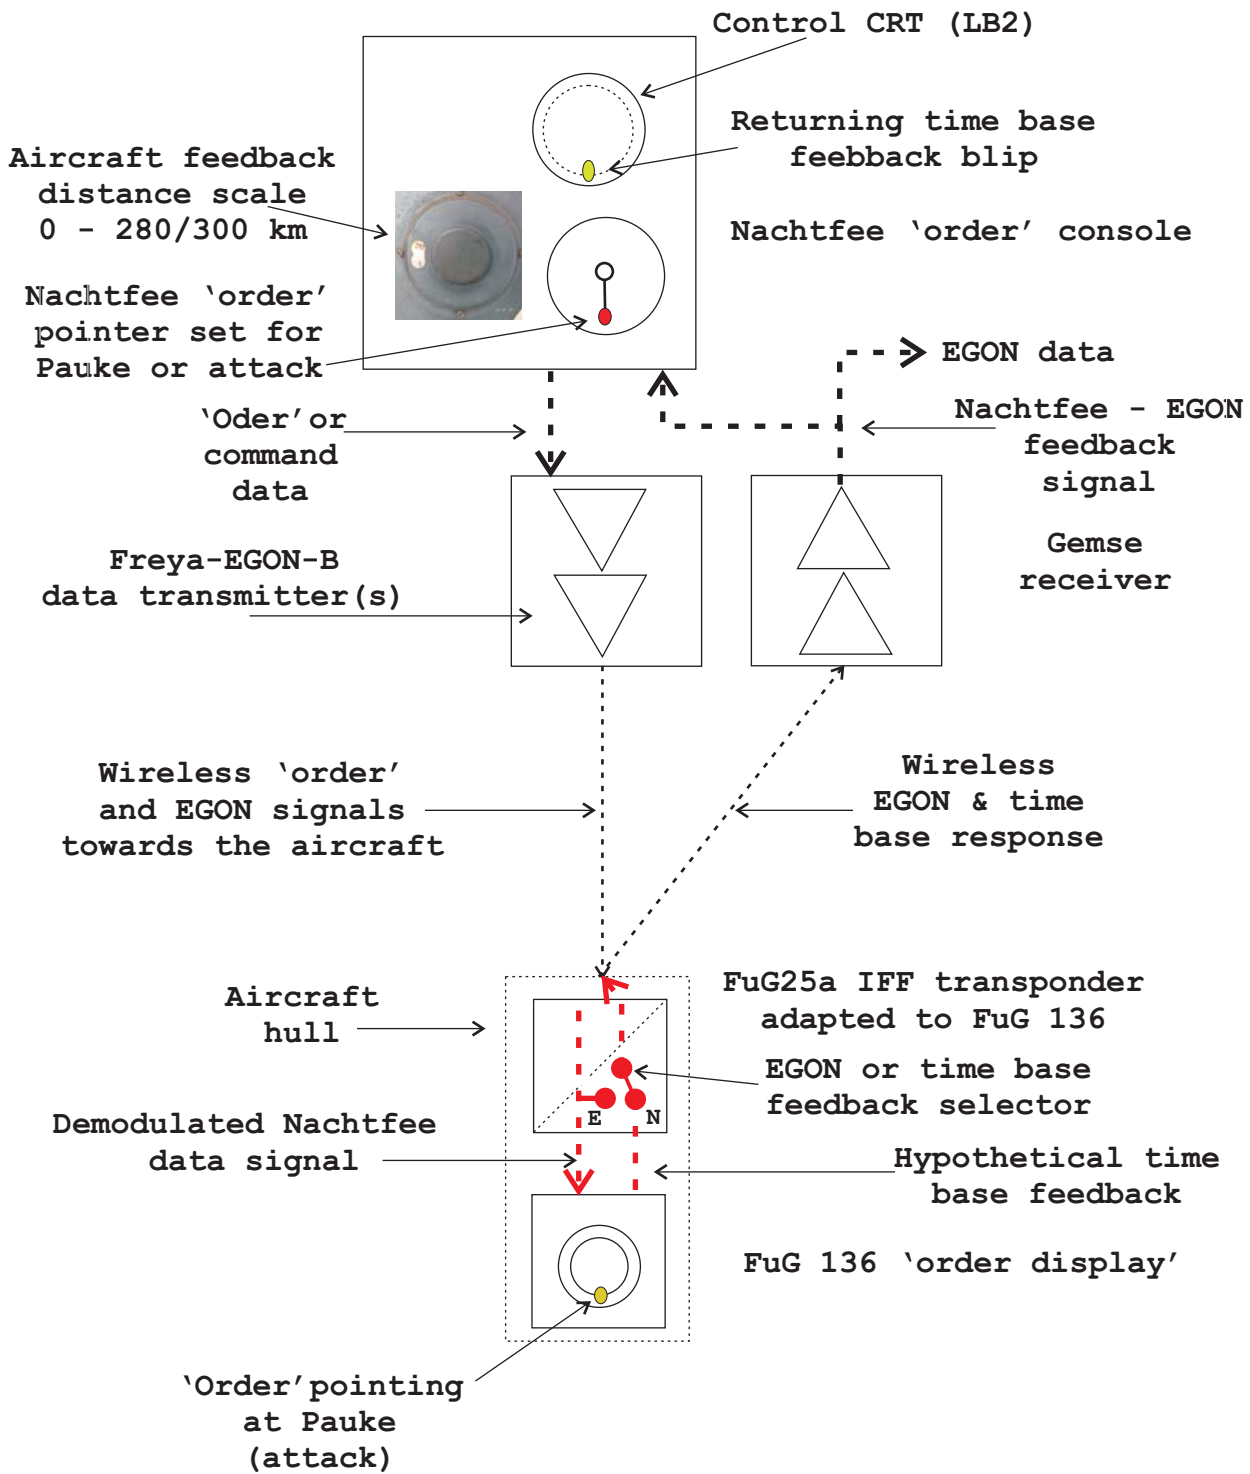 Control CRT (LB2)
Returning time base
feebback blip
Aircraft feedback
distance scale
0 - 280/300 km
Nachtfee ‘order’ console
Nachtfee ‘order’
pointer set for
Pauke or attack
EGON data
‘Oder’or
command
data
Nachtfee - EGON
feedback
signal
Freya-EGON-B
data transmitter(s)
Gemse
receiver
Wireless ‘order’
and EGON signals
towards the aircraft
Wireless
EGON & time
base response
Aircraft
hull
FuG25a IFF transponder
adapted to FuG 136
EGON or time base
feedback selector
E
N
Demodulated Nachtfee
data signal
Hypothetical time
base feedback
FuG 136 ‘order display’
‘Order’pointing
at Pauke
(attack)